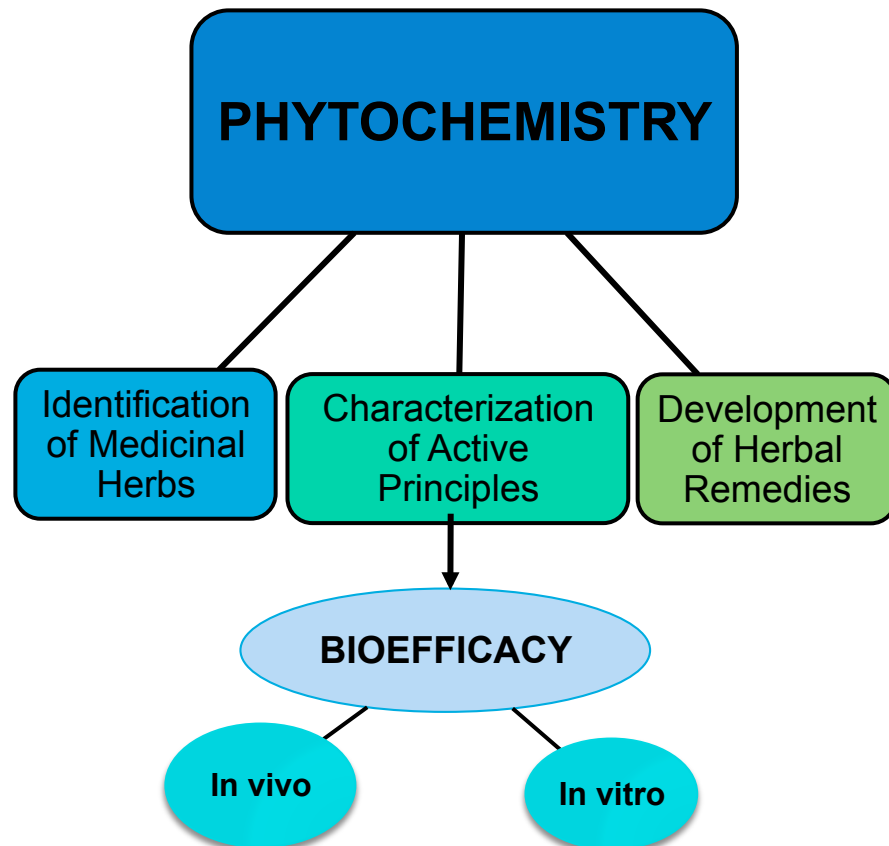 PHYTOCHEMISTRY
Identification
of Medicinal
Herbs
Characterization
of Active
Principles
Development
of Herbal
Remedies
BIOEFFICACY
In vivo
In vitro